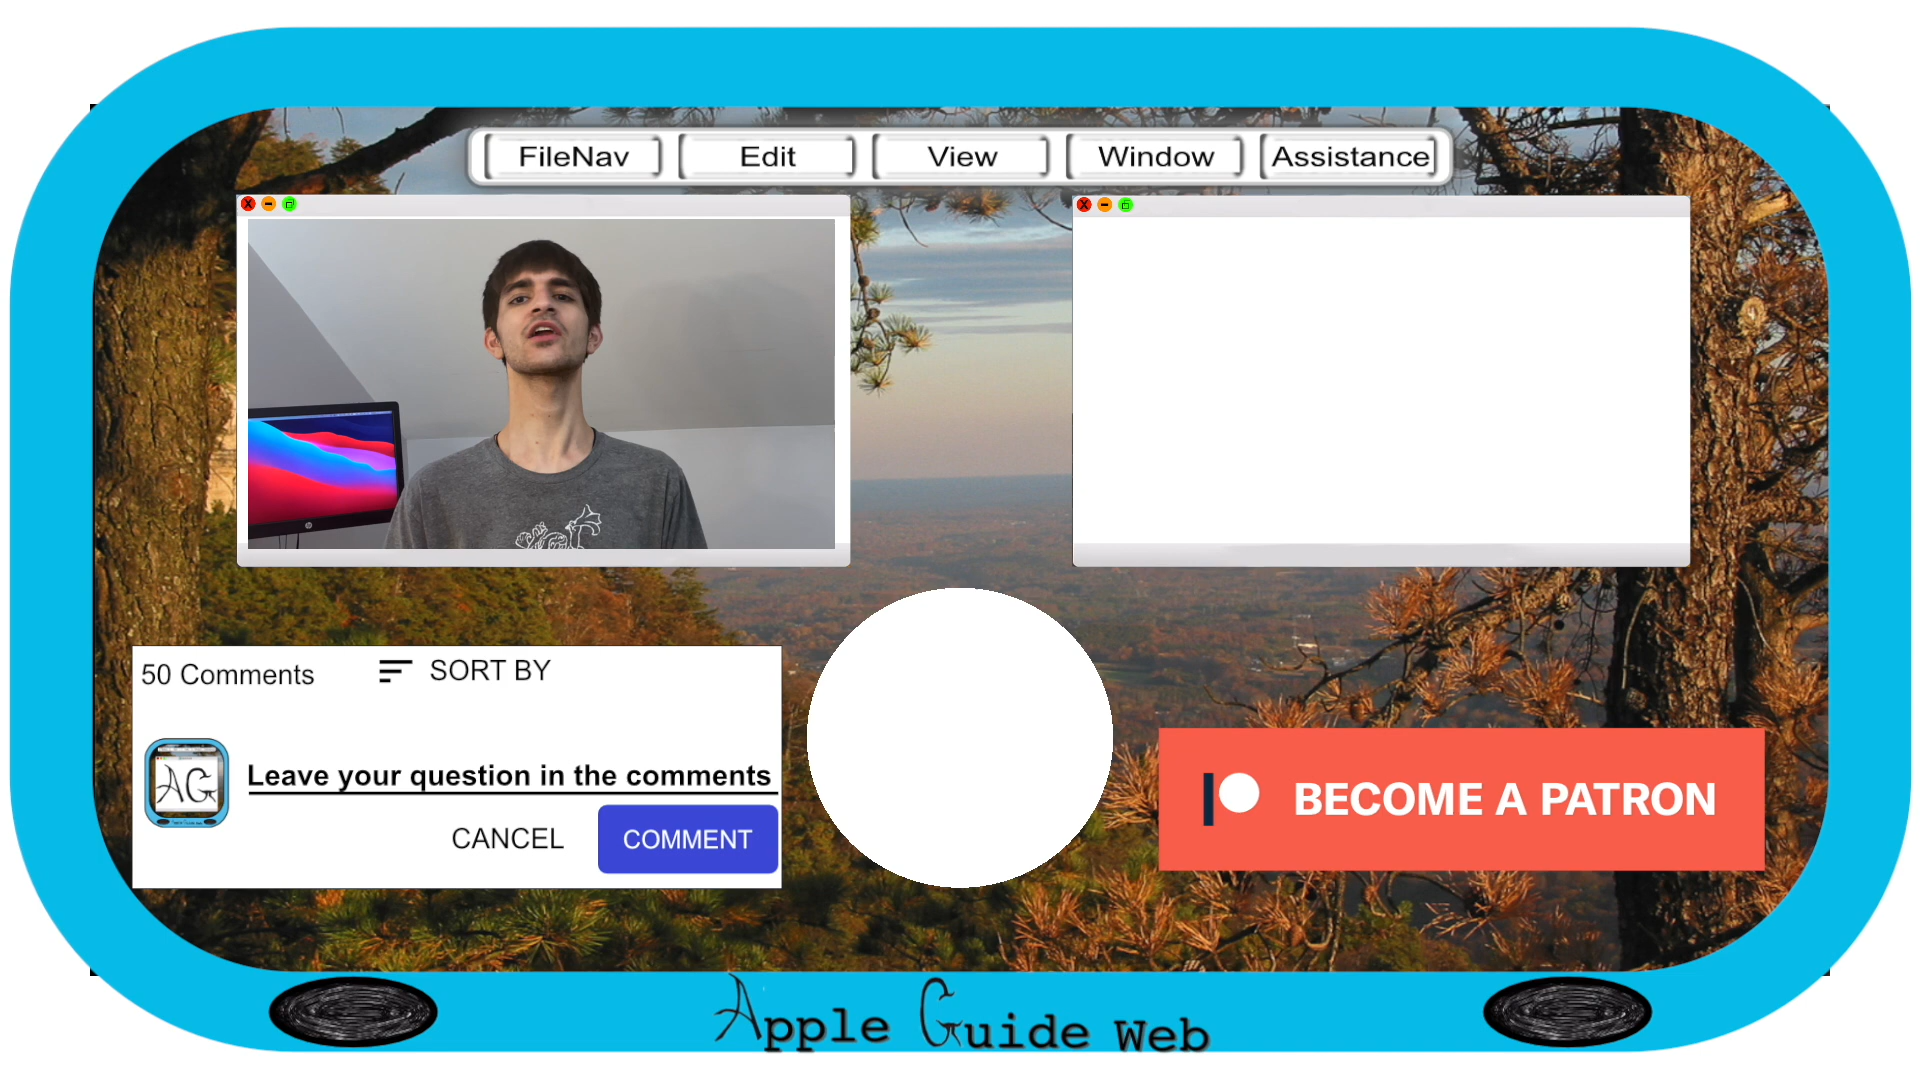 FileNav
Edit
View
Window
Assistance
50 Comments
SORT BY
AG
Leave your question in the comments
CANCEL
COMMENT
BECOME A PATRON
Apple Guide Web